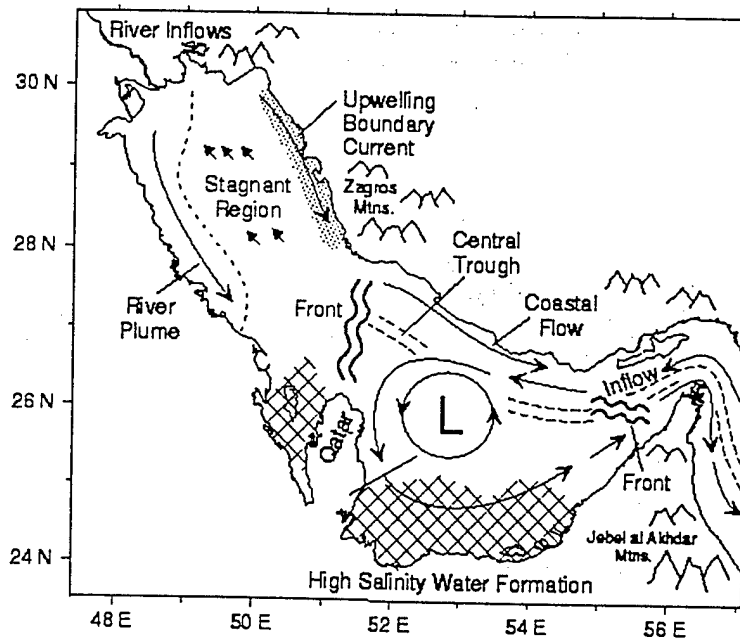 River Inflows
30 N
Upwelling
Boundary
Current
Stagnant
Region
Zagros
Mtns.
28 N
Central
Trough
River
Plume
Front
Coastal
Flow
26 N
Inflow
L
Qatar
Front
24 N
Jebel al Akhdar
Mtns.
High Salinity Water Formation
48 E
50 E
52 E
54 E
56 E